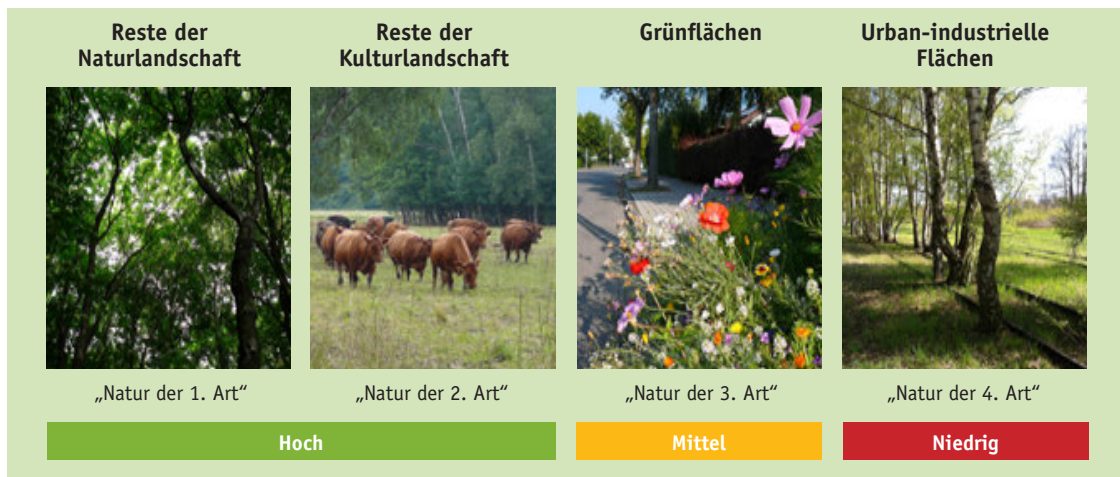 Reste der
Naturlandschaft
Reste der
Kulturlandschaft
Grünflächen
Urban-industrielle
Flächen
„Natur der 1. Art“
„Natur der 2. Art“
„Natur der 3. Art“
„Natur der 4. Art“
Hoch
Mittel
Niedrig